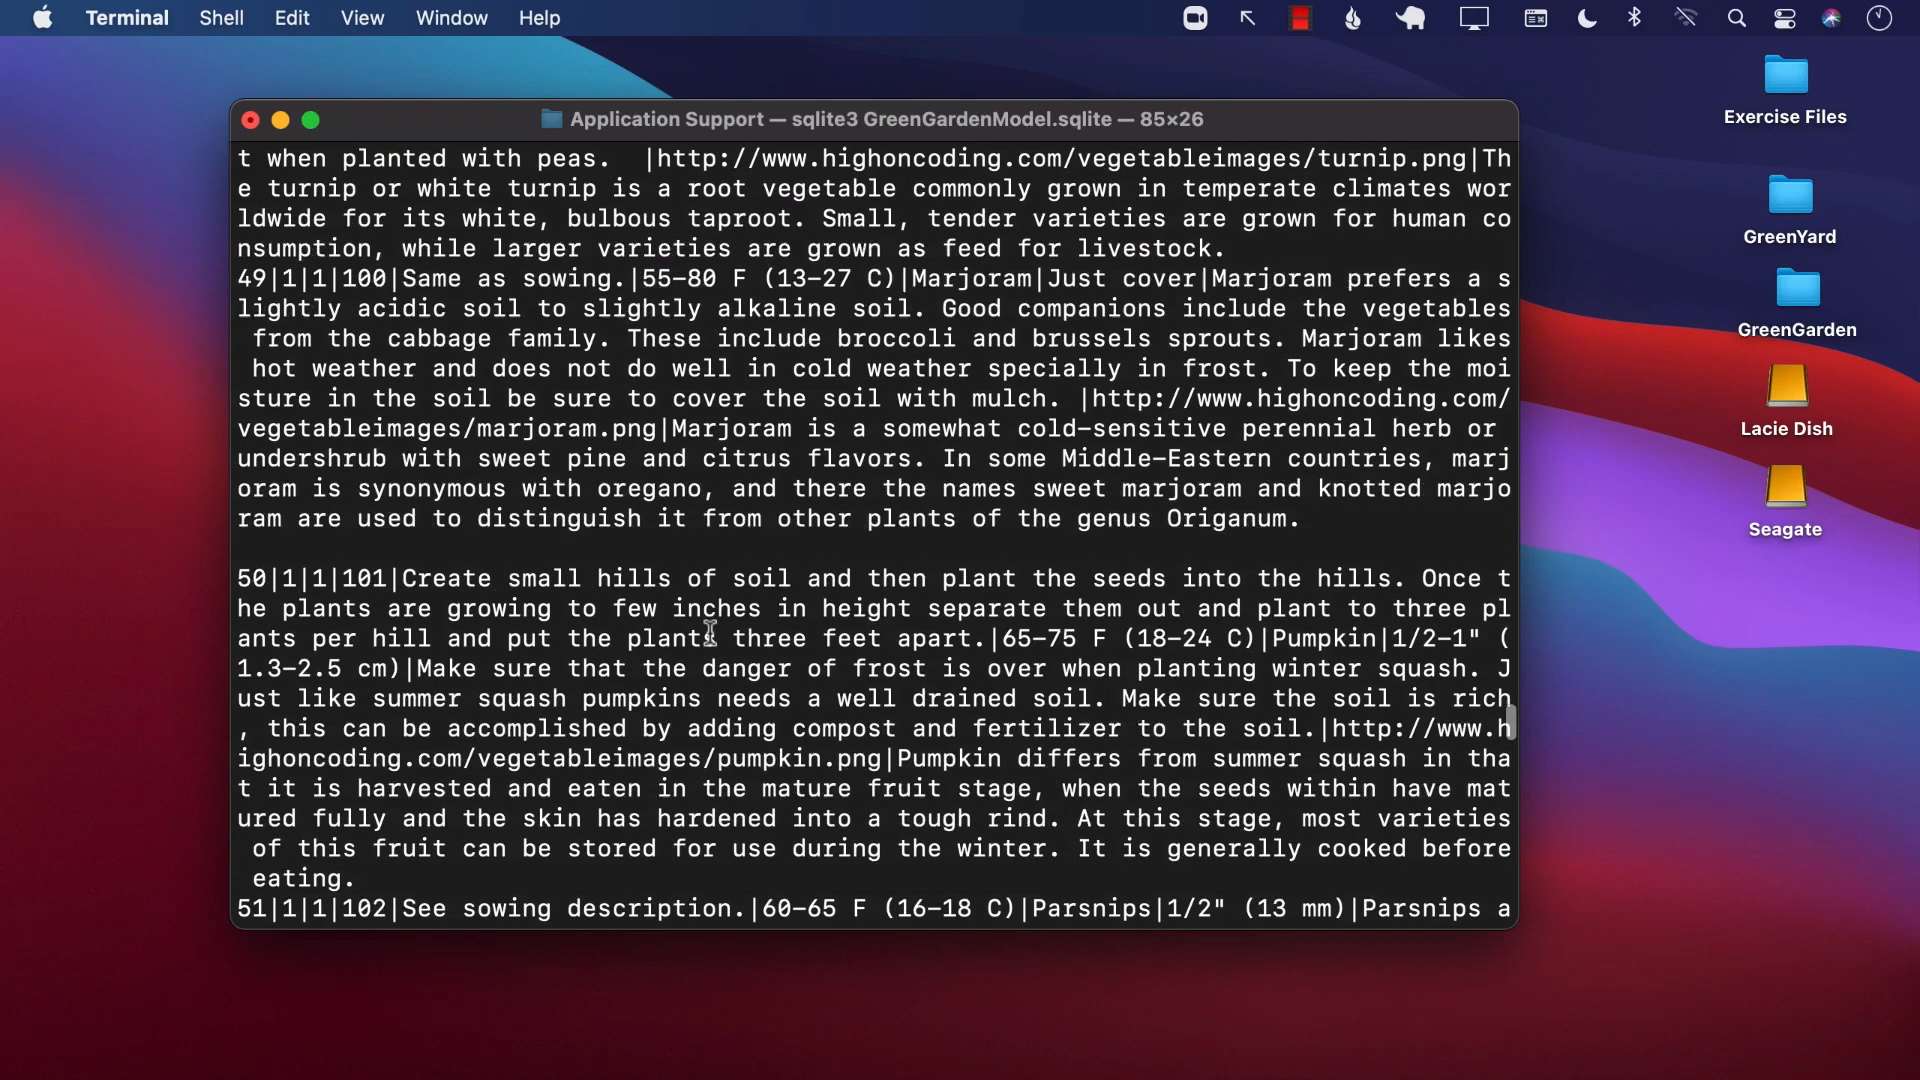 Terminal Shell Edit View Window Help
Application Support — sqlite3 GreenGardenModel.sqlite — 85×26
t when planted with peas.  |http://www.highoncoding.com/vegetableimages/turnip.png|Th
e turnip or white turnip is a root vegetable commonly grown in temperate climates wor
ldwide for its white, bulbous taproot. Small, tender varieties are grown for human co
nsumption, while larger varieties are grown as feed for livestock.
49|1|1|100|Same as sowing.|55-80 F (13-27 C)|Marjoram|Just cover|Marjoram prefers a s
lightly acidic soil to slightly alkaline soil. Good companions include the vegetables
 from the cabbage family. These include broccoli and brussels sprouts. Marjoram likes
 hot weather and does not do well in cold weather specially in frost. To keep the moi
sture in the soil be sure to cover the soil with mulch. |http://www.highoncoding.com/
vegetableimages/marjoram.png|Marjoram is a somewhat cold-sensitive perennial herb or
undershrub with sweet pine and citrus flavors. In some Middle-Eastern countries, marj
oram is synonymous with oregano, and there the names sweet marjoram and knotted marjo
ram are used to distinguish it from other plants of the genus Origanum.
50|1|1|101|Create small hills of soil and then plant the seeds into the hills. Once t
he plants are growing to few inches in height separate them out and plant to three pl
ants per hill and put the plants three feet apart.|65-75 F (18-24 C)|Pumpkin|1/2-1" (
1.3-2.5 cm)|Make sure that the danger of frost is over when planting winter squash. J
ust like summer squash pumpkins needs a well drained soil. Make sure the soil is rich
, this can be accomplished by adding compost and fertilizer to the soil.|http://www.h
ighoncoding.com/vegetableimages/pumpkin.png|Pumpkin differs from summer squash in tha
t it is harvested and eaten in the mature fruit stage, when the seeds within have mat
ured fully and the skin has hardened into a tough rind. At this stage, most varieties
 of this fruit can be stored for use during the winter. It is generally cooked before
 eating.
51|1|1|102|See sowing description.|60-65 F (16-18 C)|Parsnips|1/2" (13 mm)|Parsnips a
Exercise Files
GreenYard
GreenGarden
Lacie Dish
Seagate